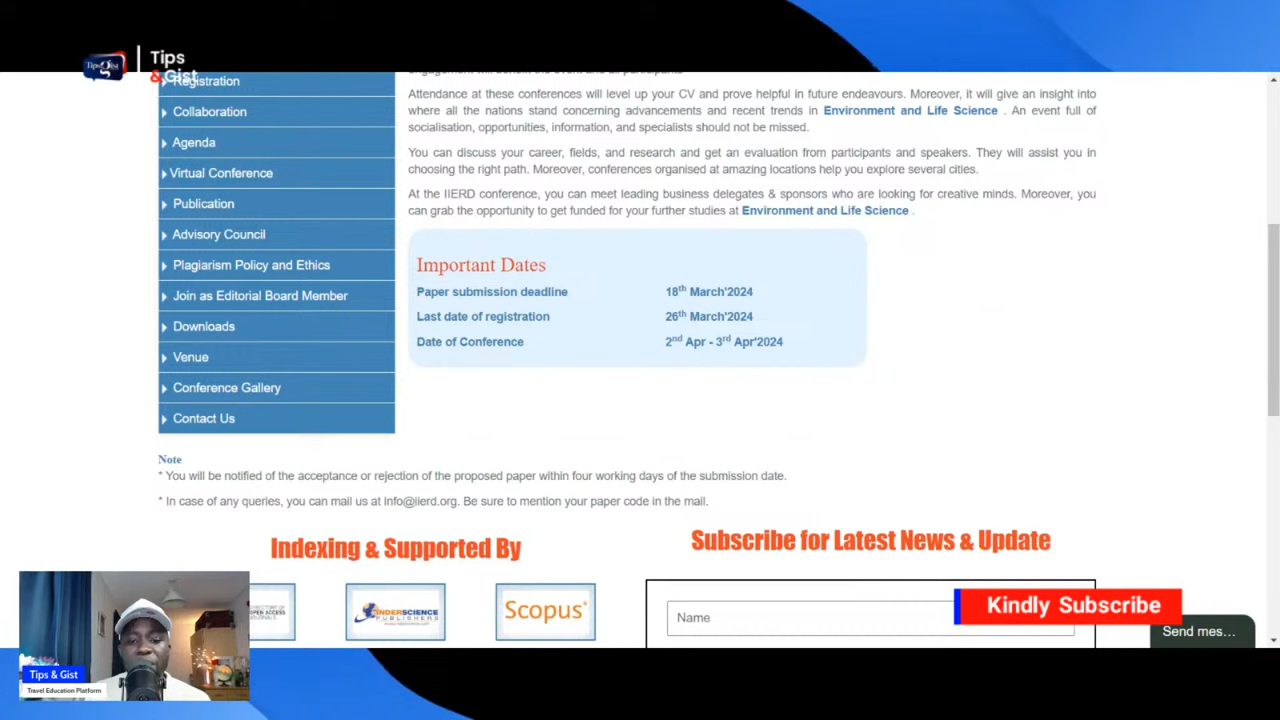 Tips
& Gist
Tips Gist
Registration
Collaboration
Agenda
Virtual Conference
Publication
Advisory Council
Plagiarism Policy and Ethics
Join as Editorial Board Member
Downloads
Venue
Conference Gallery
Contact Us
Attendance at these conferences will level up your CV and prove helpful in future endeavours. Moreover, it will give an insight into
where all the nations stand concerning advancements and recent trends in Environment and Life Science . An event full of
socialisation, opportunities, information, and specialists should not be missed.
You can discuss your career, fields, and research and get an evaluation from participants and speakers. They will assist you in
choosing the right path. Moreover, conferences organised at amazing locations help you explore several cities.
At the IIERD conference, you can meet leading business delegates & sponsors who are looking for creative minds. Moreover, you
can grab the opportunity to get funded for your further studies at Environment and Life Science .
Important Dates
Paper submission deadline 18th March'2024
Last date of registration 26th March'2024
Date of Conference 2nd Apr - 3rd Apr'2024
Note
* You will be notified of the acceptance or rejection of the proposed paper within four working days of the submission date.
* In case of any queries, you can mail us at info@iierd.org. Be sure to mention your paper code in the mail.
Indexing & Supported By
Subscribe for Latest News & Update
OPEN ACCESS
JOURNALS
INDERSCIENCE
PUBLISHERS
Scopus
Name
Kindly Subscribe
Send mes…
Tips & Gist
Travel Education Platform